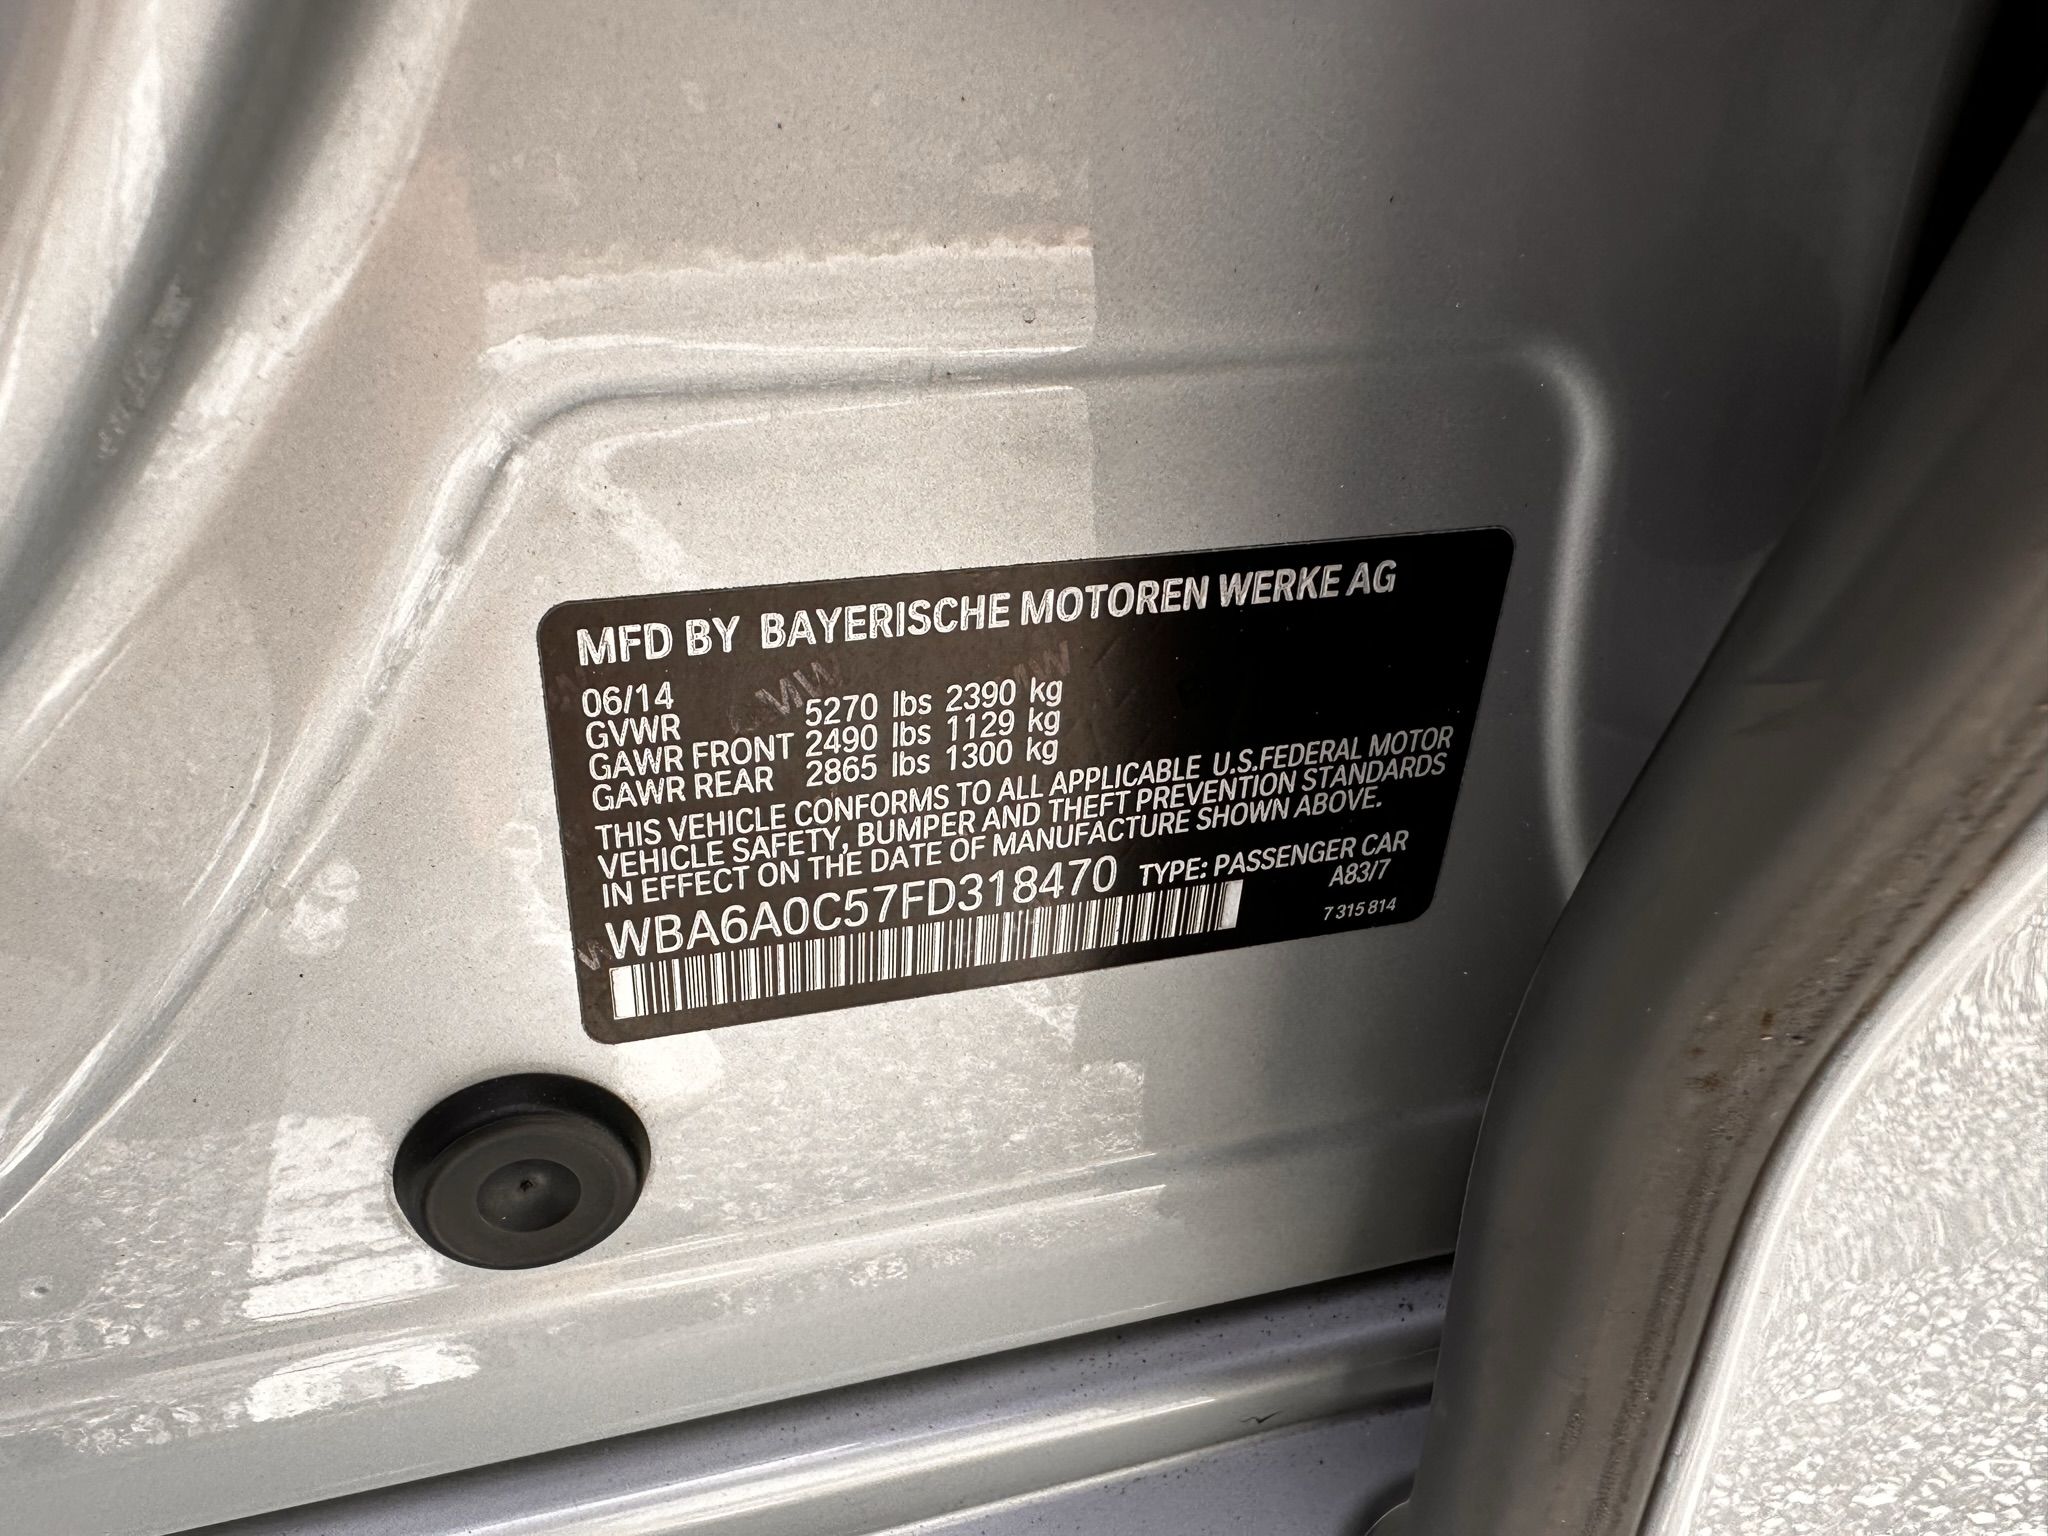 MFD BY BAYERISCHE MOTOREN WERKE AG
06/14
GVWR 5270 lbs 2390 kg
GAWR FRONT 2490 lbs 1129 kg
GAWR REAR 2865 lbs 1300 kg
THIS VEHICLE CONFORMS TO ALL APPLICABLE U.S.FEDERAL MOTOR
VEHICLE SAFETY, BUMPER AND THEFT PREVENTION STANDARDS
IN EFFECT ON THE DATE OF MANUFACTURE SHOWN ABOVE.
WBA6A0C57FD318470 TYPE: PASSENGER CAR
A83/7
7 315 814